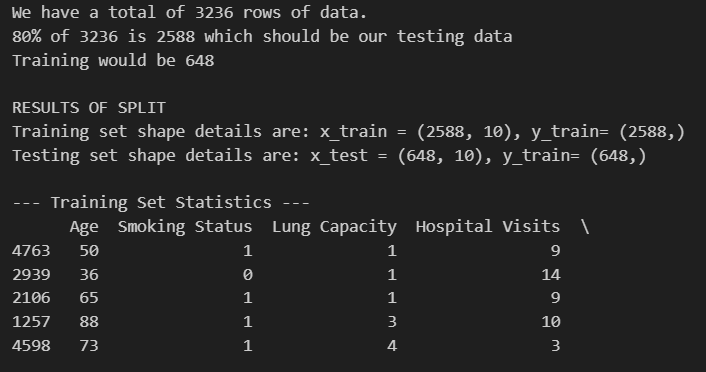 We have a total of 3236 rows of data.
80% of 3236 is 2588 which should be our testing data
Training would be 648
RESULTS OF SPLIT
Training set shape details are: x_train = (2588, 10), y_train= (2588,)
Testing set shape details are: x_test = (648, 10), y_train= (648,)
--- Training Set Statistics ---
Age Smoking Status Lung Capacity Hospital Visits \
4763 50 1 1 9
2939 36 0 1 14
2106 65 1 1 9
1257 88 1 3 10
4598 73 1 4 3